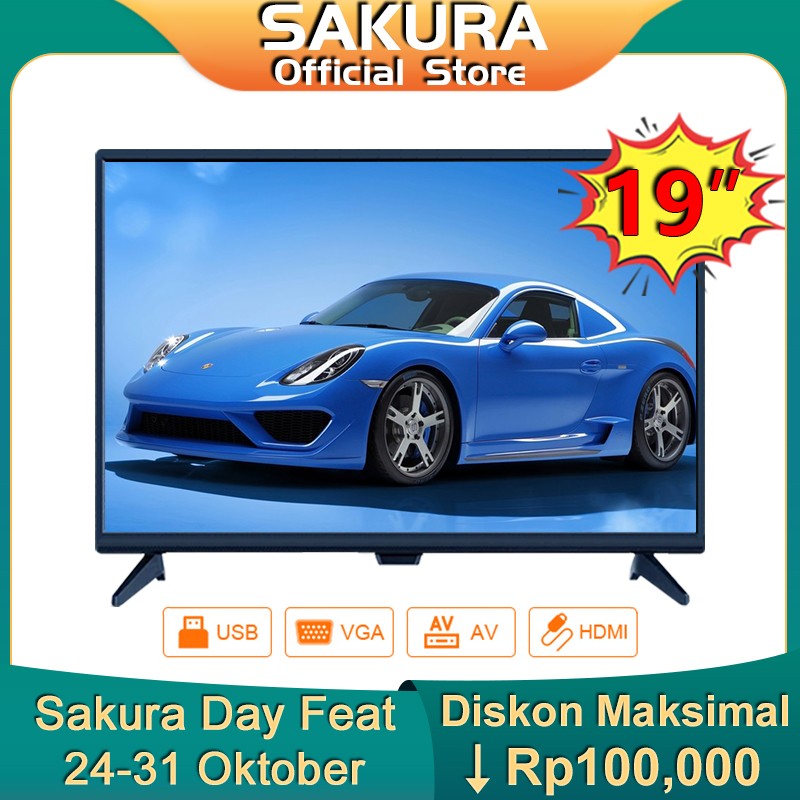 SAKURA
Official Store
19"
USB
VGA
AV
AV
HDMI
Sakura Day Feat
24-31 Oktober
Diskon Maksimal
↓Rp100,000